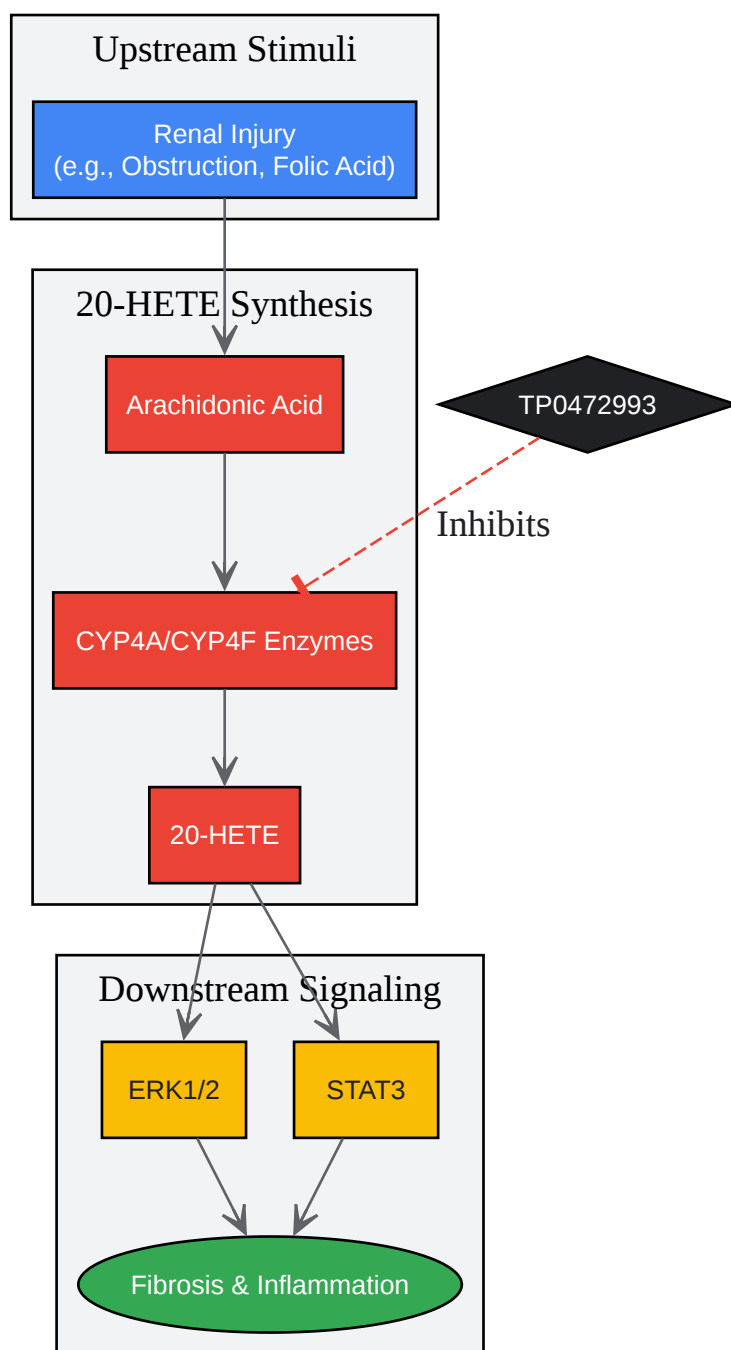 Upstream Stimuli
Renal Injury
(e.g., Obstruction, Folic Acid)
20-HETE Synthesis
Arachidonic Acid
TP0472993
Inhibits
CYP4A/CYP4F Enzymes
20-HETE
Downstream Signaling
ERK1/2
STAT3
Fibrosis & Inflammation